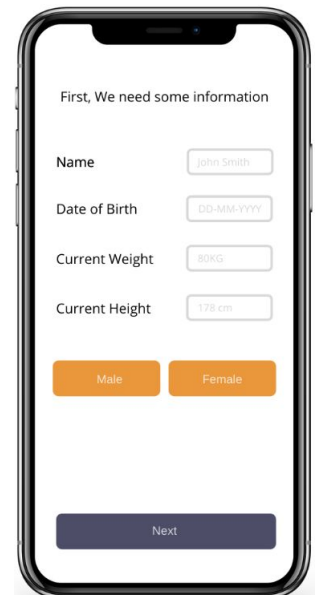 First, We need some information
Name John Smith
Date of Birth DD-MM-YYYY
Current Weight 80KG
Current Height 178 cm
Male Female
Next